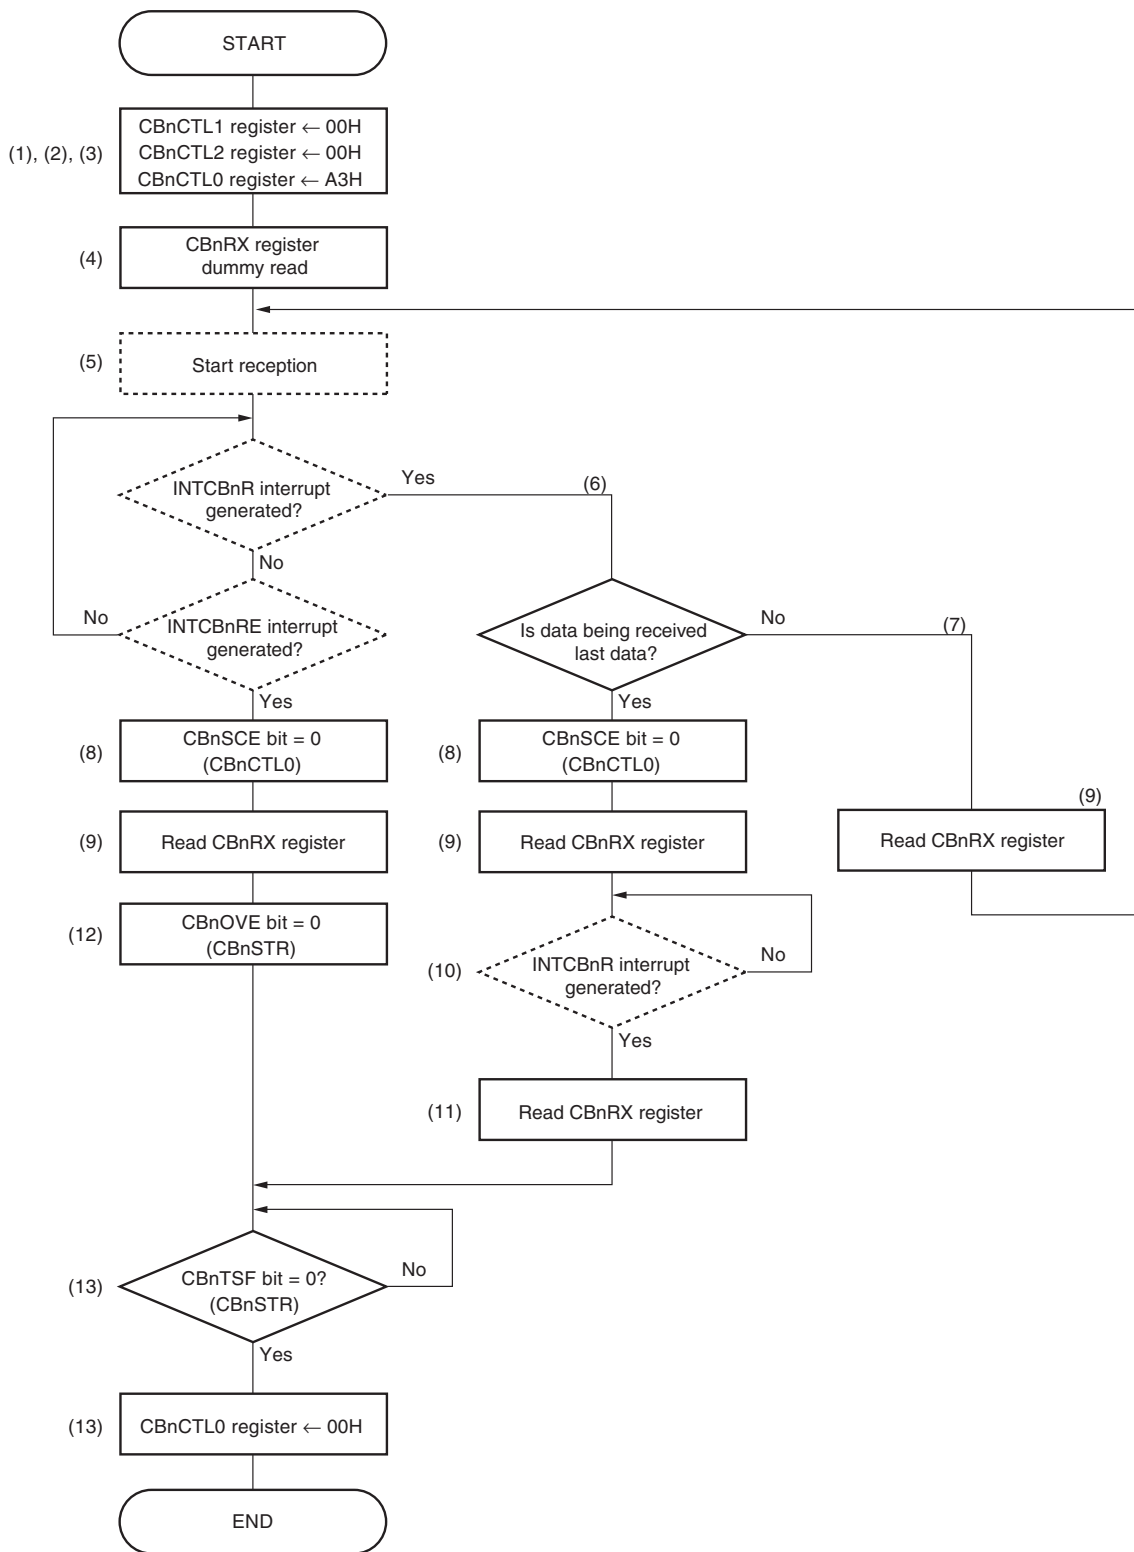 START
(1), (2), (3)
CBnCTL1 register ← 00H
CBnCTL2 register ← 00H
CBnCTL0 register ← A3H
(4)
CBnRX register
dummy read
(5)
Start reception
INTCBnR interrupt
generated?
Yes
(6)
No
INTCBnRE interrupt
generated?
No
Yes
Is data being received
last data?
No
(7)
Yes
(8)
CBnSCE bit = 0
(CBnCTL0)
(8)
CBnSCE bit = 0
(CBnCTL0)
(9)
Read CBnRX register
(9)
Read CBnRX register
(9)
Read CBnRX register
(12)
CBnOVE bit = 0
(CBnSTR)
(10)
INTCBnR interrupt
generated?
No
Yes
(11)
Read CBnRX register
(13)
CBnTSF bit = 0?
(CBnSTR)
No
Yes
(13)
CBnCTL0 register ← 00H
END